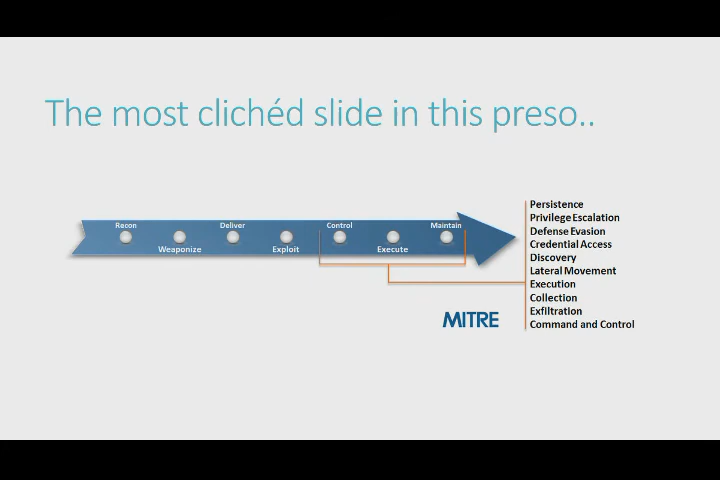 The most clichéd slide in this preso..
Recon
Weaponize
Deliver
Exploit
Control
Execute
Maintain
Persistence
Privilege Escalation
Defense Evasion
Credential Access
Discovery
Lateral Movement
Execution
Collection
Exfiltration
Command and Control
MITRE